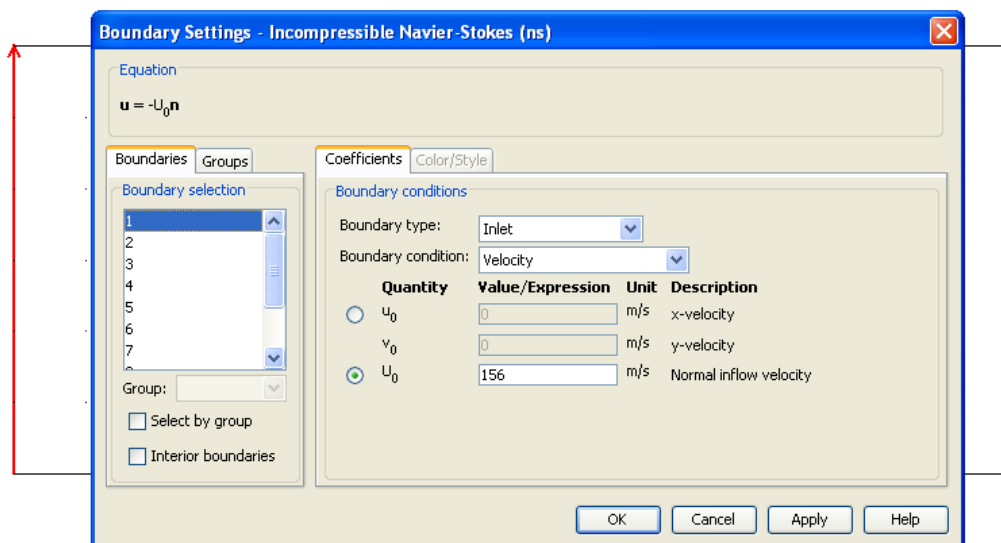 Boundary Settings - Incompressible Navier-Stokes (ns)
Equation
u = -U0n
Boundaries Groups
Boundary selection
1
2
3
4
5
6
7
Group:
Select by group
Interior boundaries
Coefficients Color/Style
Boundary conditions
Boundary type: Inlet
Boundary condition: Velocity
Quantity Value/Expression Unit Description
u0 0 m/s x-velocity
v0 0 m/s y-velocity
U0 156 m/s Normal inflow velocity
OK Cancel Apply Help